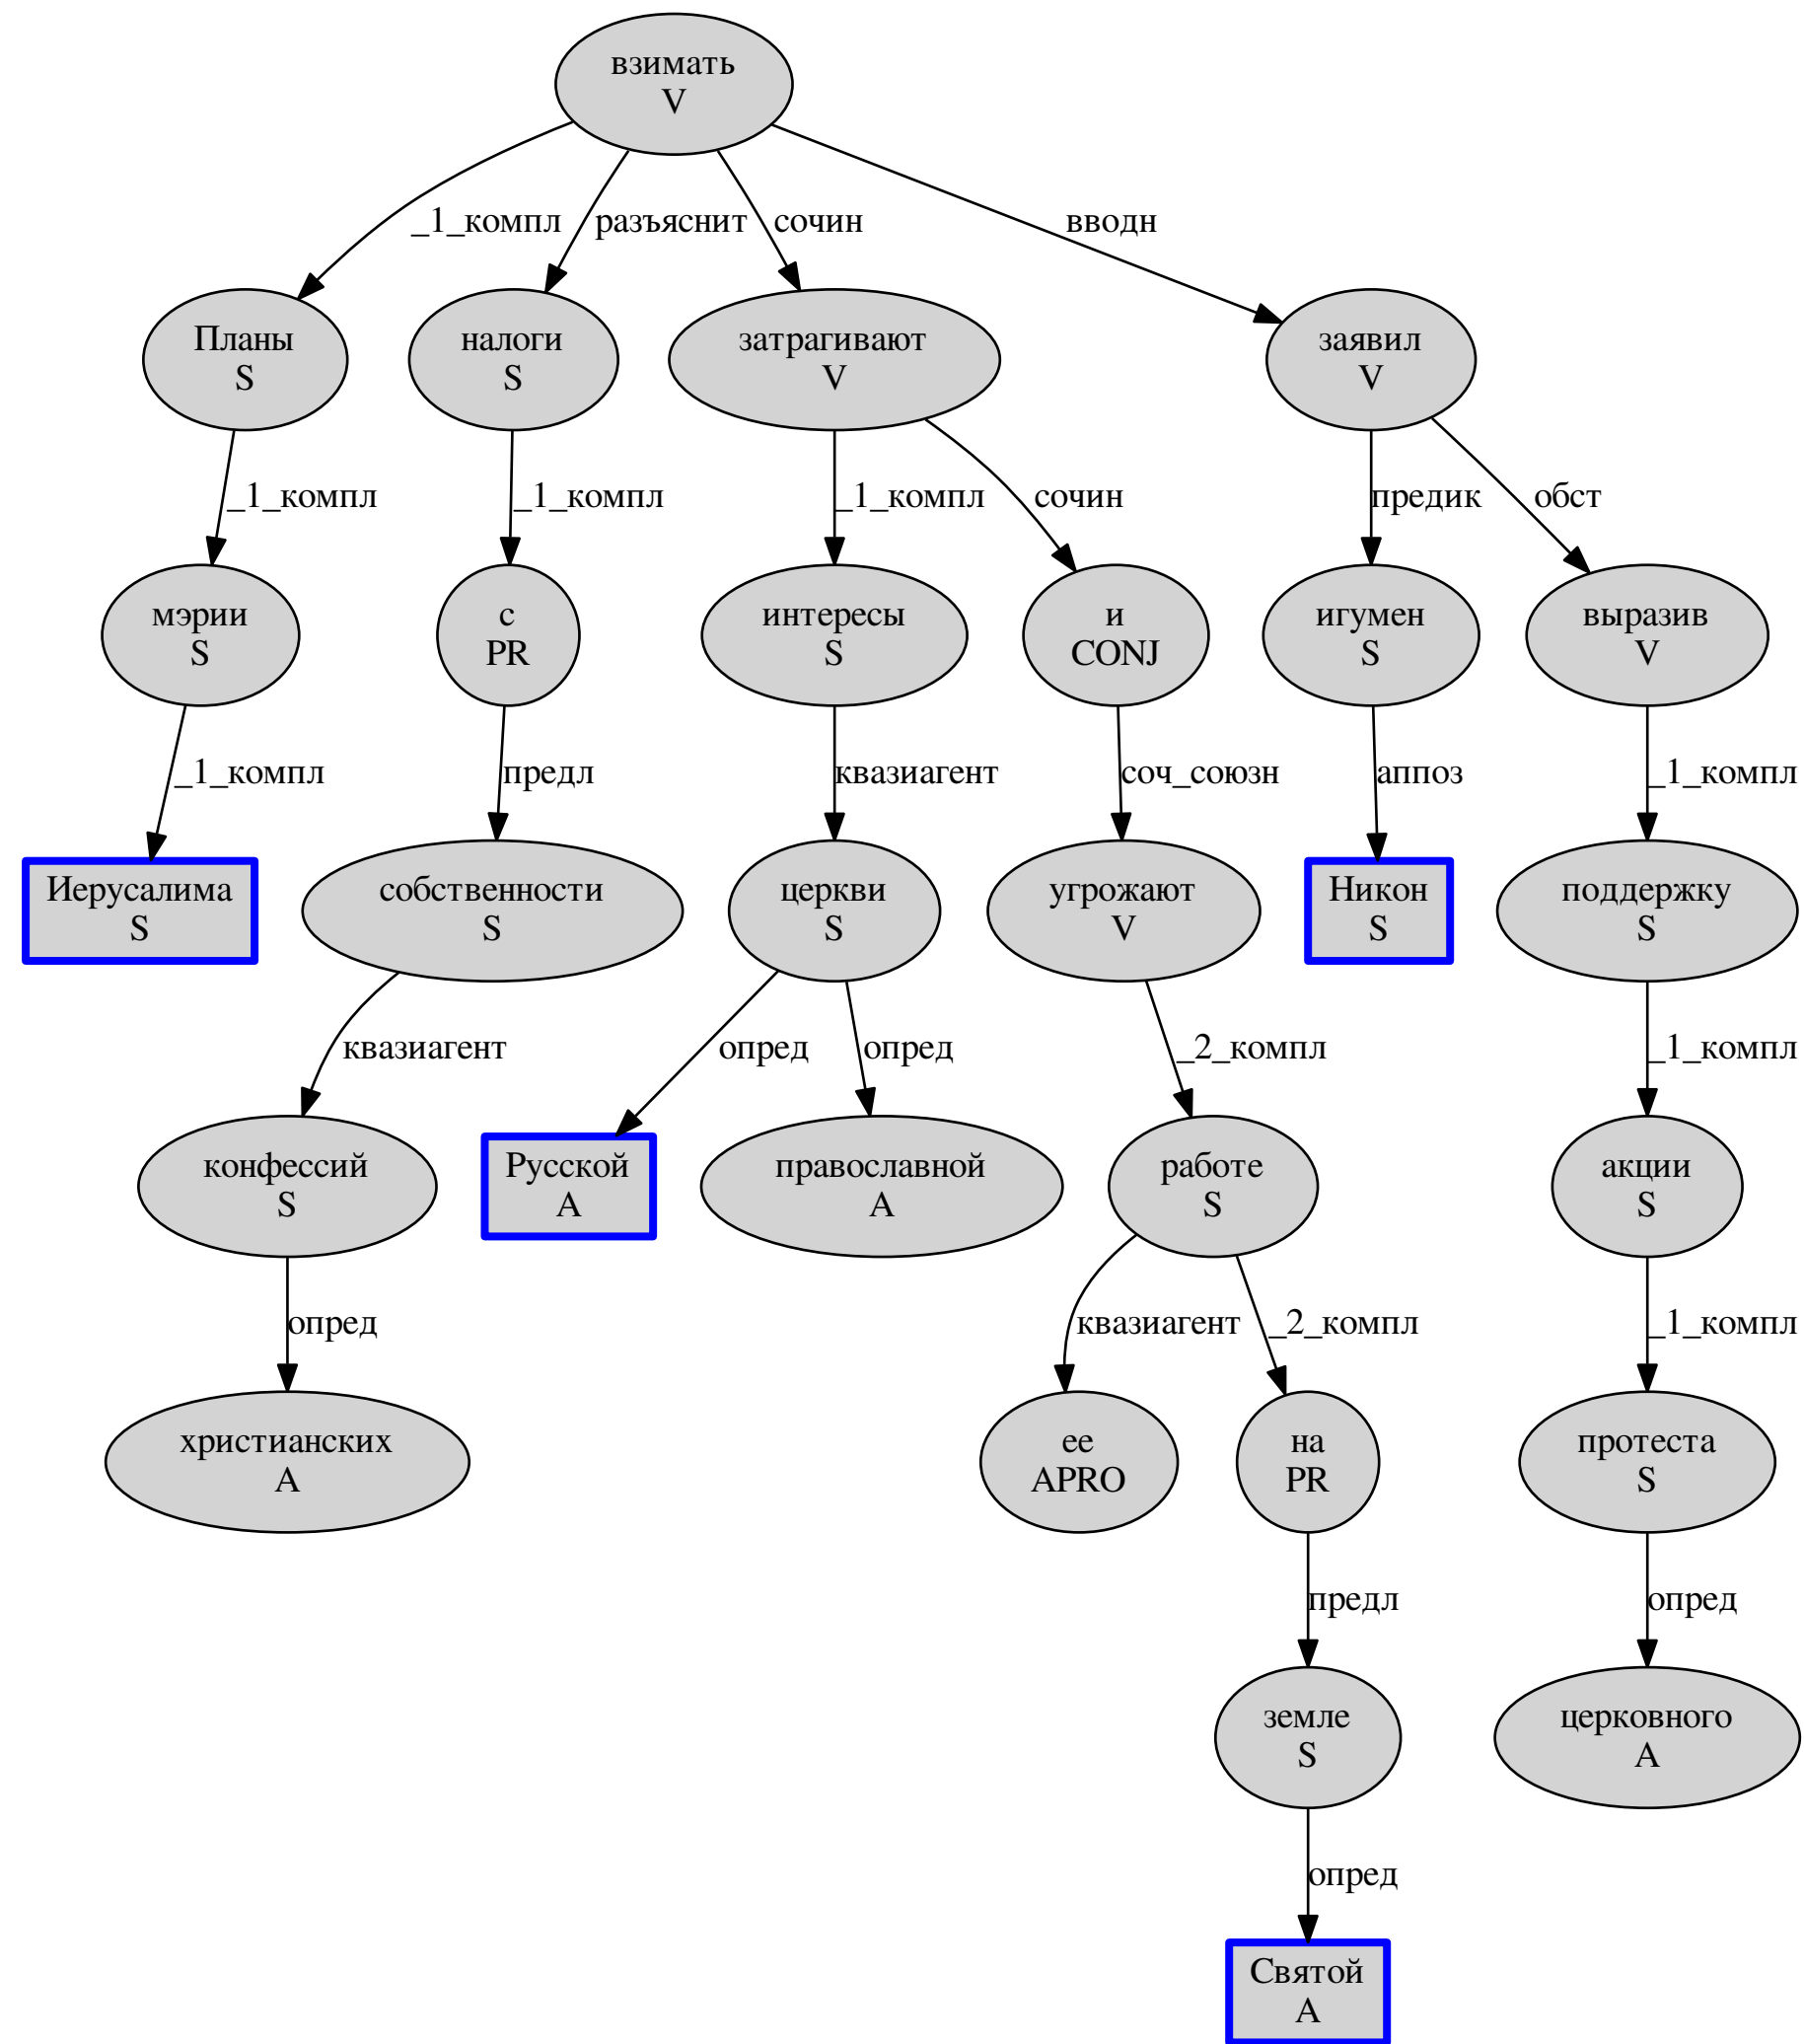 взимать
V
_1_компл
разъяснит
сочин
вводн
Планы
S
налоги
S
затрагивают
V
заявил
V
_1_компл
_1_компл
_1_компл
сочин
предик
обст
мэрии
S
с
PR
интересы
S
и
CONJ
игумен
S
выразив
V
_1_компл
предл
квазиагент
соч_союзн
аппоз
_1_компл
Иерусалима
S
собственности
S
церкви
S
угрожают
V
Никон
S
поддержку
S
квазиагент
опред
опред
_2_компл
_1_компл
конфессий
S
Русской
A
православной
A
работе
S
акции
S
опред
квазиагент
_2_компл
_1_компл
христианских
A
ее
APRO
на
PR
протеста
S
предл
опред
земле
S
церковного
A
опред
Святой
A